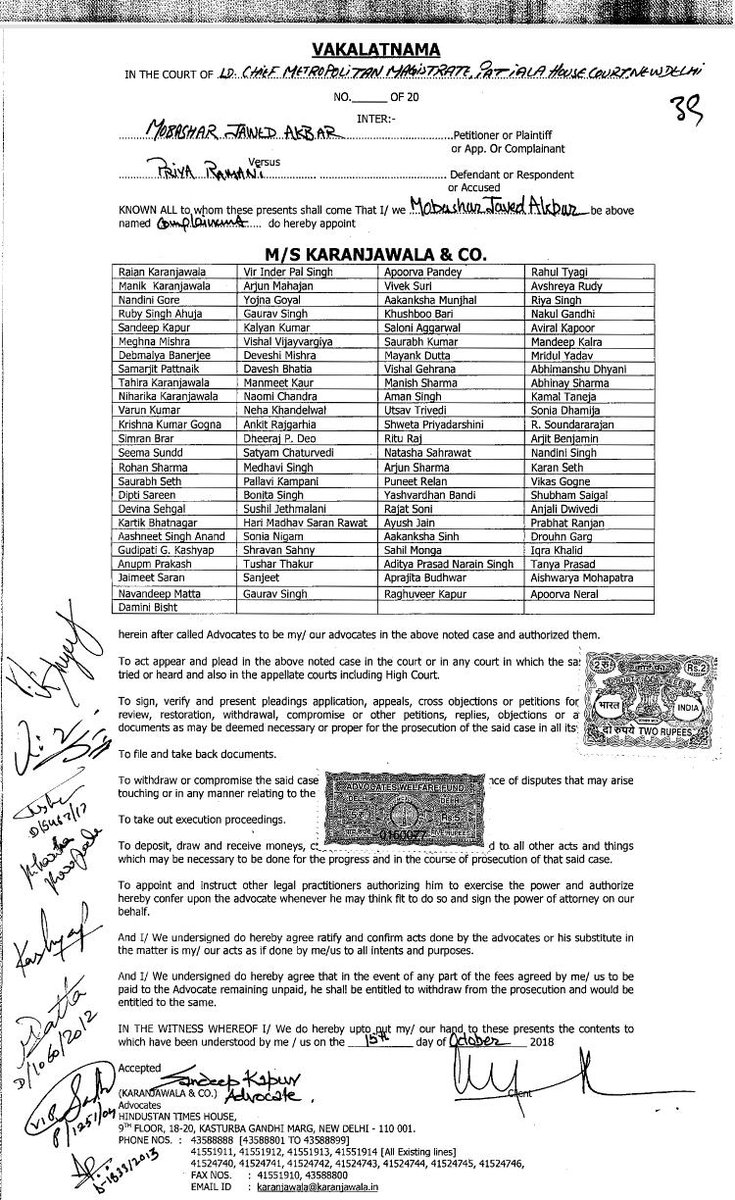 VAKALATNAMA
IN THE COURT OF LD. CHIEF METROPOLITAN MAGISTRATE, PATIALA HOUSE COURT, NEW DELHI
NO.______ OF 20
39
INTER:-
MOBASHAR JAWED AKBAR ..........Petitioner or Plaintiff
or App. Or Complainant
Versus
PRIYA RAMANI .......... Defendant or Respondent
or Accused
KNOWN ALL to whom these presents shall come That I/ we Mobashar Jawed Akbar be above
named Complainant..... do hereby appoint
M/S KARANJAWALA & CO.
Raian Karanjawala Vir Inder Pal Singh Apoorva Pandey Rahul Tyagi
Manik Karanjawala Arjun Mahajan Vivek Suri Avshreya Rudy
Nandini Gore Yojna Goyal Aakanksha Munjhal Riya Singh
Ruby Singh Ahuja Gaurav Singh Khushboo Bari Nakul Gandhi
Sandeep Kapur Kalyan Kumar Saloni Aggarwal Aviral Kapoor
Meghna Mishra Vishal Vijayvargiya Saurabh Kumar Mandeep Kalra
Debmalya Banerjee Deveshi Mishra Mayank Dutta Mridul Yadav
Samarjit Pattnaik Davesh Bhatia Vishal Gehrana Abhimanshu Dhyani
Tahira Karanjawala Manmeet Kaur Manish Sharma Abhinay Sharma
Niharika Karanjawala Naomi Chandra Aman Singh Kamal Taneja
Varun Kumar Neha Khandelwal Utsav Trivedi Sonia Dhamija
Krishna Kumar Gogna Ankit Rajgarhia Shweta Priyadarshini R. Soundararajan
Simran Brar Dheeraj P. Deo Ritu Raj Arjit Benjamin
Seema Sundd Satyam Chaturvedi Natasha Sahrawat Nandini Singh
Rohan Sharma Medhavi Singh Arjun Sharma Karan Seth
Saurabh Seth Pallavi Kampani Puneet Relan Vikas Gogne
Dipti Sareen Bonita Singh Yashvardhan Bandi Shubham Saigal
Devina Sehgal Sushil Jethmalani Rajat Soni Anjali Dwivedi
Kartik Bhatnagar Hari Madhav Saran Rawat Ayush Jain Prabhat Ranjan
Aashneet Singh Anand Sonia Nigam Aakanksha Sinh Drouhn Garg
Gudipati G. Kashyap Shravan Sahny Sahil Monga Iqra Khalid
Anupm Prakash Tushar Thakur Aditya Prasad Narain Singh Tanya Prasad
Jaimeet Saran Sanjeet Aprajita Budhwar Aishwarya Mohapatra
Navandeep Matta Gaurav Singh Raghuveer Kapur Apoorva Neral
Damini Bisht
herein after called Advocates to be my/ our advocates in the above noted case and authorized them.
To act appear and plead in the above noted case in the court or in any court in which the sa
tried or heard and also in the appellate courts including High Court.
2 रु. Rs.2
भारत INDIA
दो रुपये TWO RUPEES
To sign, verify and present pleadings application, appeals, cross objections or petitions for
review, restoration, withdrawal, compromise or other petitions, replies, objections or a
documents as may be deemed necessary or proper for the prosecution of the said case in all its
To file and take back documents.
To withdraw or compromise the said case nce of disputes that may arise
touching or in any manner relating to the
ADVOCATES WELFARE FUND
0160027
To take out execution proceedings.
To deposit, draw and receive moneys, c d to all other acts and things
which may be necessary to be done for the progress and in the course of prosecution of that said case.
To appoint and instruct other legal practitioners authorizing him to exercise the power and authorize
hereby confer upon the advocate whenever he may think fit to do so and sign the power of attorney on our
behalf.
And I/ We undersigned do hereby agree ratify and confirm acts done by the advocates or his substitute in
the matter is my/ our acts as if done by me/us to all intents and purposes.
And I/ We undersigned do hereby agree that in the event of any part of the fees agreed by me/ us to be
paid to the Advocate remaining unpaid, he shall be entitled to withdraw from the prosecution and would be
entitled to the same.
IN THE WITNESS WHEREOF I/ We do hereby upto put my/ our hand to these presents the contents to
which have been understood by me / us on the 15th day of October 2018
Accepted
Sandeep Kapur
(KARANJAWALA & CO.) Advocate.
Client
Advocates
HINDUSTAN TIMES HOUSE,
9TH FLOOR, 18-20, KASTURBA GANDHI MARG, NEW DELHI - 110 001.
PHONE NOS. : 43588888 [43588801 TO 43588899]
41551911, 41551912, 41551913, 41551914 [All Existing lines]
41524740, 41524741, 41524742, 41524743, 41524744, 41524745, 41524746,
FAX NOS. : 41551910, 43588800
EMAIL ID : karanjawala@karanjawala.in
Kashyap
Matta
D/1060/2012